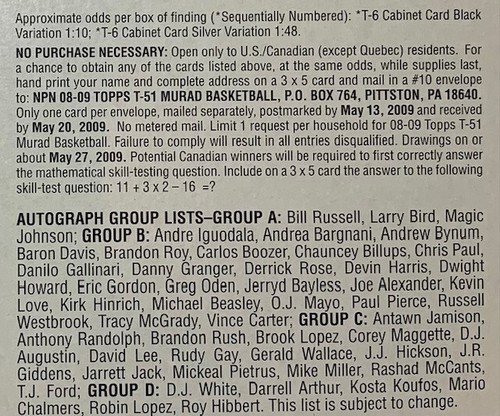 Approximate odds per box of finding (*Sequentially Numbered): *T-6 Cabinet Card Black
Variation 1:10; *T-6 Cabinet Card Silver Variation 1:48.
NO PURCHASE NECESSARY: Open only to U.S./Canadian (except Quebec) residents. For
a chance to obtain any of the cards listed above, at the same odds, while supplies last,
hand print your name and complete address on a 3 x 5 card and mail in a #10 envelope
to: NPN 08-09 TOPPS T-51 MURAD BASKETBALL, P.O. BOX 764, PITTSTON, PA 18640.
Only one card per envelope, mailed separately, postmarked by May 13, 2009 and received
by May 20, 2009. No metered mail. Limit 1 request per household for 08-09 Topps T-51
Murad Basketball. Failure to comply will result in all entries disqualified. Drawings on or
about May 27, 2009. Potential Canadian winners will be required to first correctly answer
the mathematical skill-testing question. Include on a 3 x 5 card the answer to the following
skill-test question: 11 + 3 x 2 – 16 =?
AUTOGRAPH GROUP LISTS–GROUP A: Bill Russell, Larry Bird, Magic
Johnson; GROUP B: Andre Iguodala, Andrea Bargnani, Andrew Bynum,
Baron Davis, Brandon Roy, Carlos Boozer, Chauncey Billups, Chris Paul,
Danilo Gallinari, Danny Granger, Derrick Rose, Devin Harris, Dwight
Howard, Eric Gordon, Greg Oden, Jerryd Bayless, Joe Alexander, Kevin
Love, Kirk Hinrich, Michael Beasley, O.J. Mayo, Paul Pierce, Russell
Westbrook, Tracy McGrady, Vince Carter; GROUP C: Antawn Jamison,
Anthony Randolph, Brandon Rush, Brook Lopez, Corey Maggette, D.J.
Augustin, David Lee, Rudy Gay, Gerald Wallace, J.J. Hickson, J.R.
Giddens, Jarrett Jack, Mickeal Pietrus, Mike Miller, Rashad McCants,
T.J. Ford; GROUP D: D.J. White, Darrell Arthur, Kosta Koufos, Mario
Chalmers, Robin Lopez, Roy Hibbert. This list is subject to change.